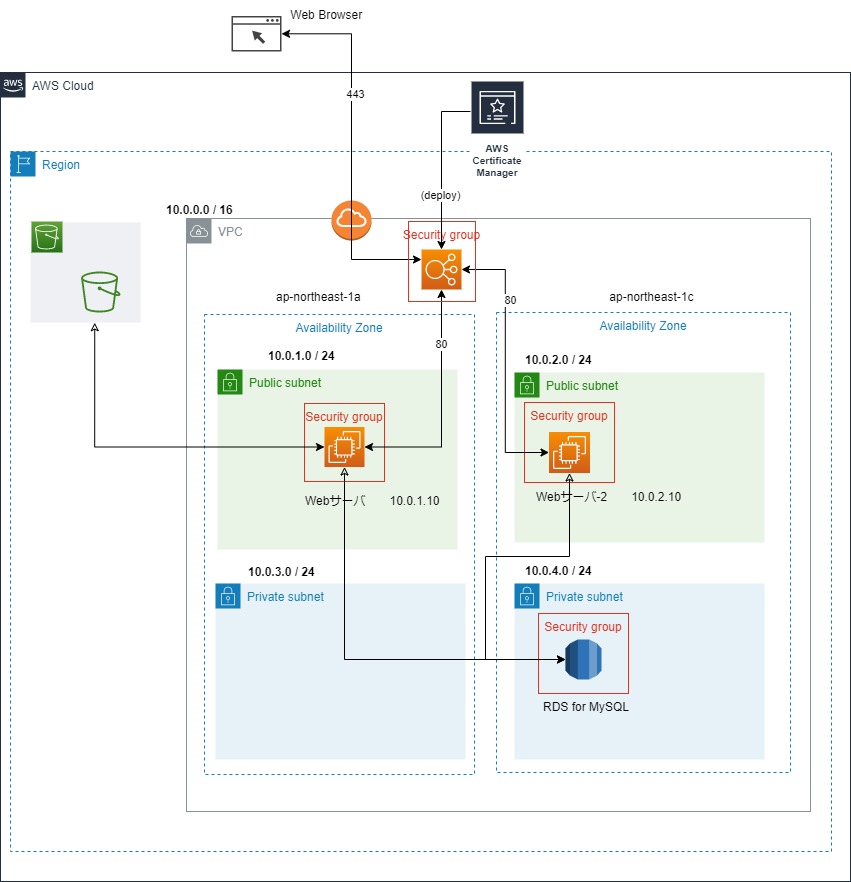 Web Browser
aws
AWS Cloud
443
AWS
Certificate
Manager
Region
(deploy)
10.0.0.0 / 16
VPC
Security group
ap-northeast-1a
ap-northeast-1c
80
Availability Zone
Availability Zone
80
10.0.1.0 / 24
10.0.2.0 / 24
Public subnet
Public subnet
Security group
Security group
Webサーバ
10.0.1.10
Webサーバ-2
10.0.2.10
10.0.3.0 / 24
10.0.4.0 / 24
Private subnet
Private subnet
Security group
RDS for MySQL